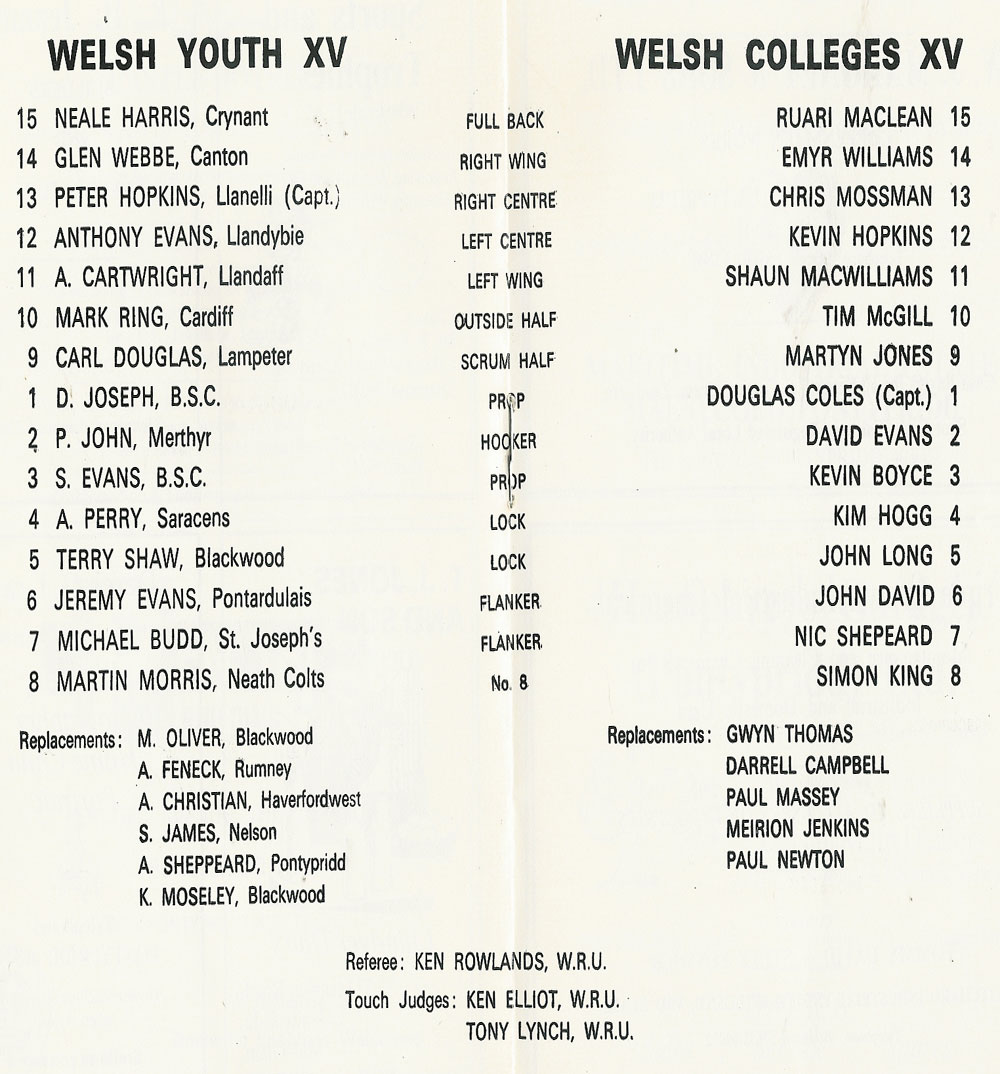 WELSH YOUTH XV WELSH COLLEGES XV
15 NEALE HARRIS, Crynant FULL BACK RUARI MACLEAN 15
14 GLEN WEBBE, Canton RIGHT WING EMYR WILLIAMS 14
13 PETER HOPKINS, Llanelli (Capt.) RIGHT CENTRE CHRIS MOSSMAN 13
12 ANTHONY EVANS, Llandybie LEFT CENTRE KEVIN HOPKINS 12
11 A. CARTWRIGHT, Llandaff LEFT WING SHAUN MACWILLIAMS 11
10 MARK RING, Cardiff OUTSIDE HALF TIM McGILL 10
9 CARL DOUGLAS, Lampeter SCRUM HALF MARTYN JONES 9
1 D. JOSEPH, B.S.C. PROP DOUGLAS COLES (Capt.) 1
2 P. JOHN, Merthyr HOOKER DAVID EVANS 2
3 S. EVANS, B.S.C. PROP KEVIN BOYCE 3
4 A. PERRY, Saracens LOCK KIM HOGG 4
5 TERRY SHAW, Blackwood LOCK JOHN LONG 5
6 JEREMY EVANS, Pontardulais FLANKER JOHN DAVID 6
7 MICHAEL BUDD, St. Joseph's FLANKER NIC SHEPEARD 7
8 MARTIN MORRIS, Neath Colts No. 8 SIMON KING 8
Replacements: M. OLIVER, Blackwood
A. FENECK, Rumney
A. CHRISTIAN, Haverfordwest
S. JAMES, Nelson
A. SHEPPEARD, Pontypridd
K. MOSELEY, Blackwood
Replacements: GWYN THOMAS
DARRELL CAMPBELL
PAUL MASSEY
MEIRION JENKINS
PAUL NEWTON
Referee: KEN ROWLANDS, W.R.U.
Touch Judges: KEN ELLIOT, W.R.U.
TONY LYNCH, W.R.U.